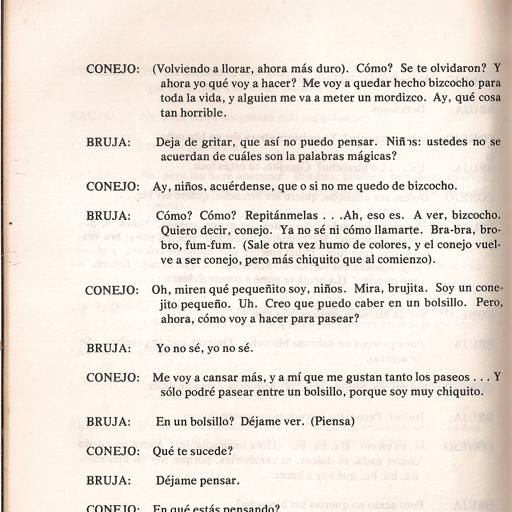 CONEJO: (Volviendo a llorar, ahora más duro). Cómo? Se te olvidaron? Y
ahora yo qué voy a hacer? Me voy a quedar hecho bizcocho para
toda la vida, y alguien me va a meter un mordizco. Ay, qué cosa
tan horrible.
BRUJA: Deja de gritar, que así no puedo pensar. Niños: ustedes no se
acuerdan de cuáles son la palabras mágicas?
CONEJO: Ay, niños, acuérdense, que o si no me quedo de bizcocho.
BRUJA: Cómo? Cómo? Repitánmelas . . .Ah, eso es. A ver, bizcocho.
Quiero decir, conejo. Ya no sé ni cómo llamarte. Bra-bra, bro-
bro, fum-fum. (Sale otra vez humo de colores, y el conejo vuel-
ve a ser conejo, pero más chiquito que al comienzo).
CONEJO: Oh, miren qué pequeñito soy, niños. Mira, brujita. Soy un cone-
jito pequeño. Uh. Creo que puedo caber en un bolsillo. Pero,
ahora, cómo voy a hacer para pasear?
BRUJA: Yo no sé, yo no sé.
CONEJO: Me voy a cansar más, y a mí que me gustan tanto los paseos . . . Y
sólo podré pasear entre un bolsillo, porque soy muy chiquito.
BRUJA: En un bolsillo? Déjame ver. (Piensa)
CONEJO: Qué te sucede?
BRUJA: Déjame pensar.
CONEJO: En qué estás pensando?